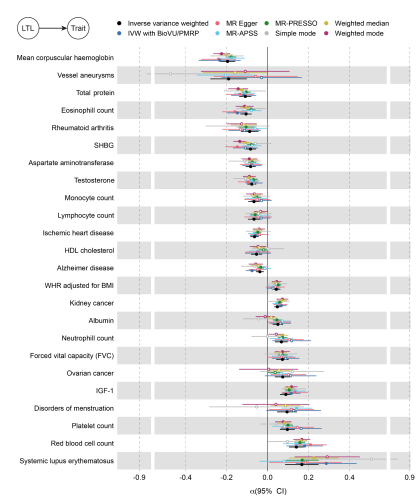 LTL Trait
Inverse variance weighted MR Egger MR-PRESSO Weighted median
IVW with BioVU/PMRP MR-APSS Simple mode Weighted mode
Mean corpuscular haemoglobin
Vessel aneurysms
Total protein
Eosinophill count
Rheumatoid arthritis
SHBG
Aspartate aminotransferase
Testosterone
Monocyte count
Lymphocyte count
Ischemic heart disease
HDL cholesterol
Alzheimer disease
WHR adjusted for BMI
Kidney cancer
Albumin
Neutrophill count
Forced vital capacity (FVC)
Ovarian cancer
IGF-1
Disorders of menstruation
Platelet count
Red blood cell count
Systemic lupus erythematosus
-0.9 -0.4 -0.2 0.0 0.2 0.4 0.9
α(95% CI)